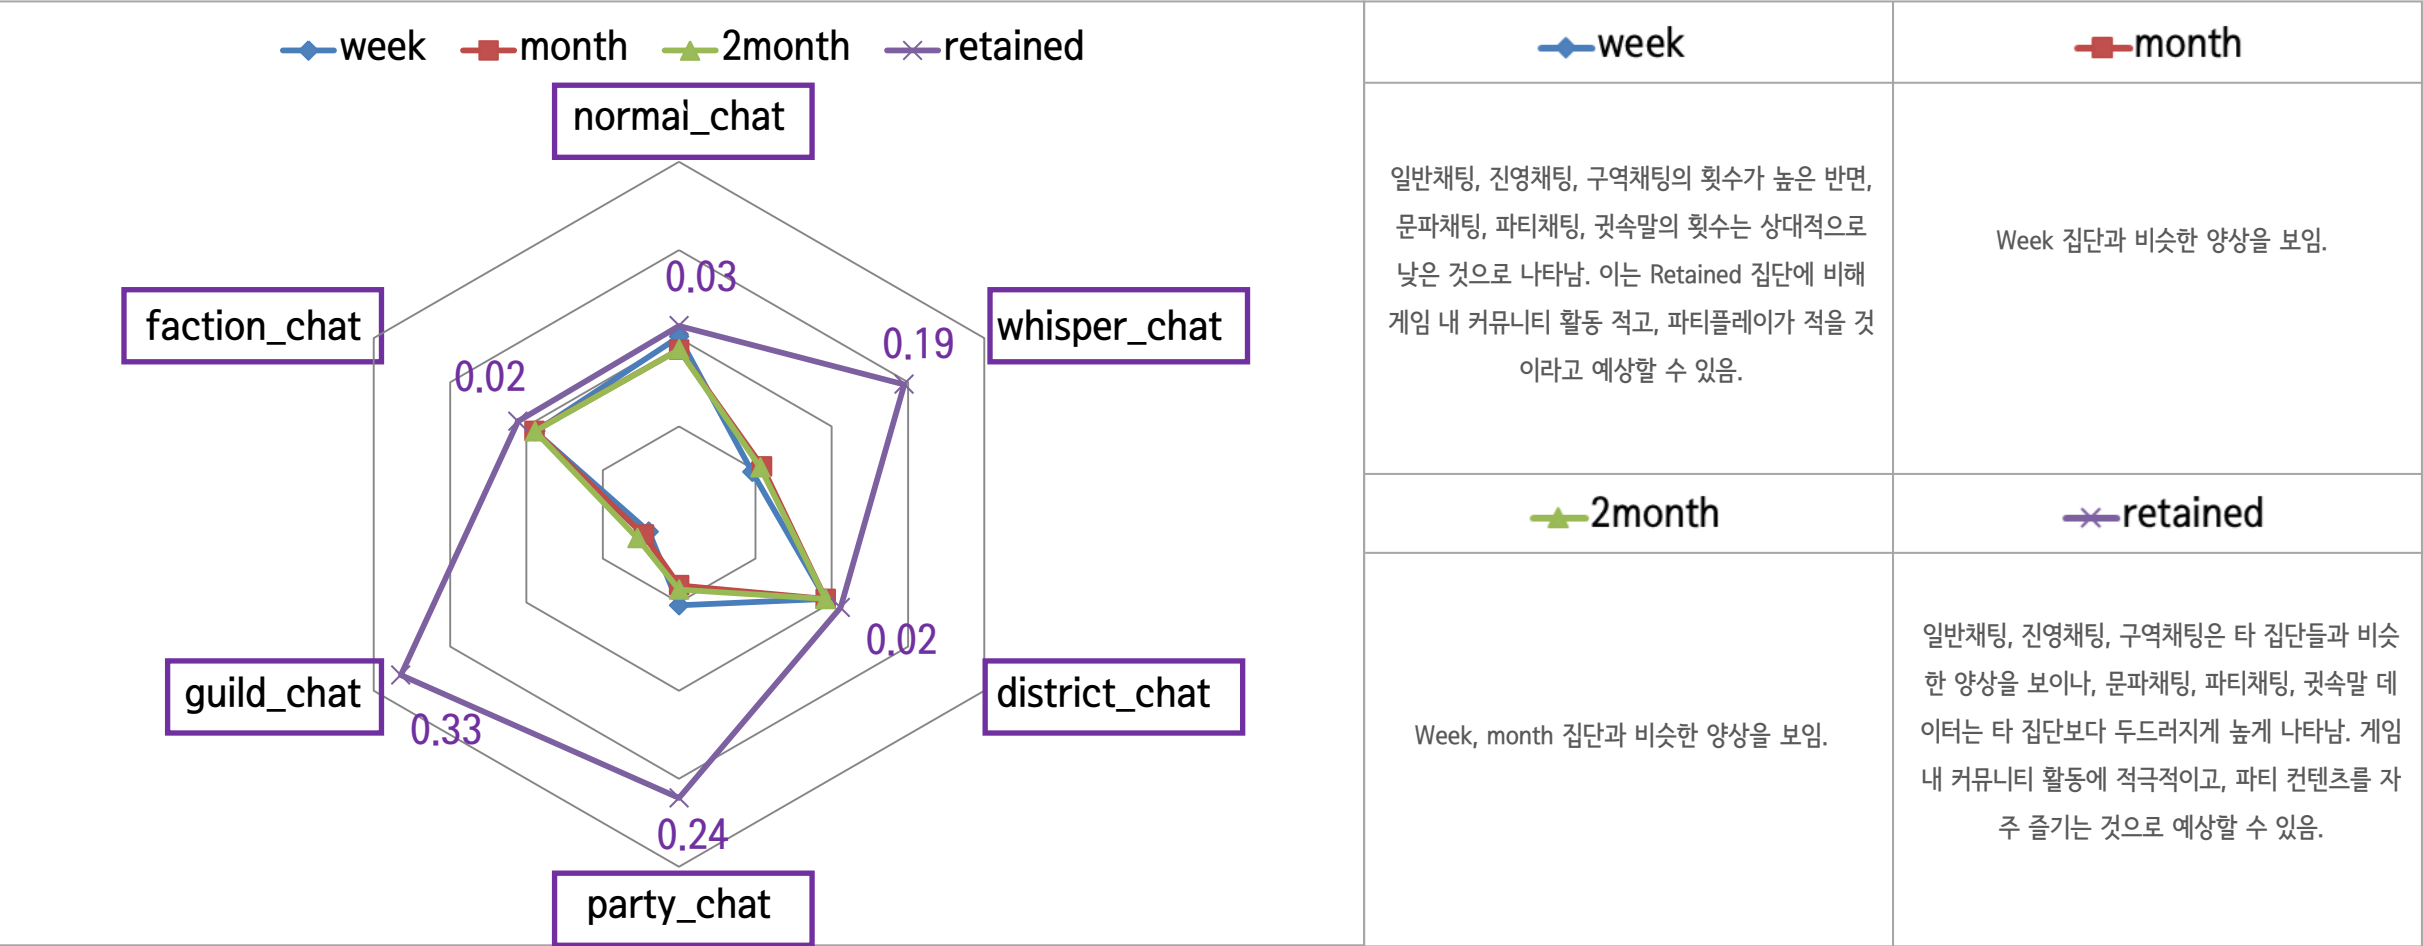 week month 2month retained
normal_chat
0.03
faction_chat
whisper_chat
0.19
0.02
0.02
guild_chat
district_chat
0.33
0.24
party_chat
week
month
일반채팅, 진영채팅, 구역채팅의 횟수가 높은 반면,
문파채팅, 파티채팅, 귓속말의 횟수는 상대적으로
낮은 것으로 나타남. 이는 Retained 집단에 비해
게임 내 커뮤니티 활동 적고, 파티플레이가 적을 것
이라고 예상할 수 있음.
Week 집단과 비슷한 양상을 보임.
2month
retained
Week, month 집단과 비슷한 양상을 보임.
일반채팅, 진영채팅, 구역채팅은 타 집단들과 비슷
한 양상을 보이나, 문파채팅, 파티채팅, 귓속말 데
이터는 타 집단보다 두드러지게 높게 나타남. 게임
내 커뮤니티 활동에 적극적이고, 파티 컨텐츠를 자
주 즐기는 것으로 예상할 수 있음.